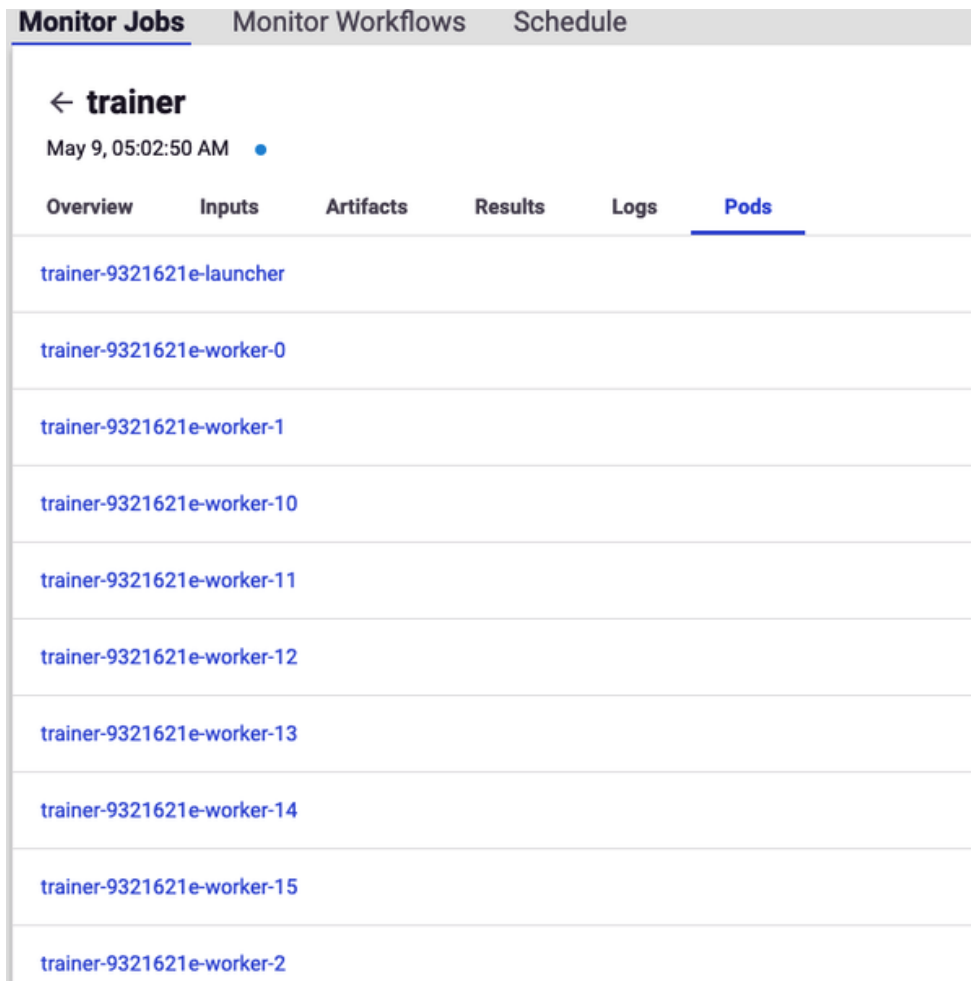 Monitor Jobs Monitor Workflows Schedule
← trainer
May 9, 05:02:50 AM
Overview Inputs Artifacts Results Logs Pods
trainer-9321621e-launcher
trainer-9321621e-worker-0
trainer-9321621e-worker-1
trainer-9321621e-worker-10
trainer-9321621e-worker-11
trainer-9321621e-worker-12
trainer-9321621e-worker-13
trainer-9321621e-worker-14
trainer-9321621e-worker-15
trainer-9321621e-worker-2